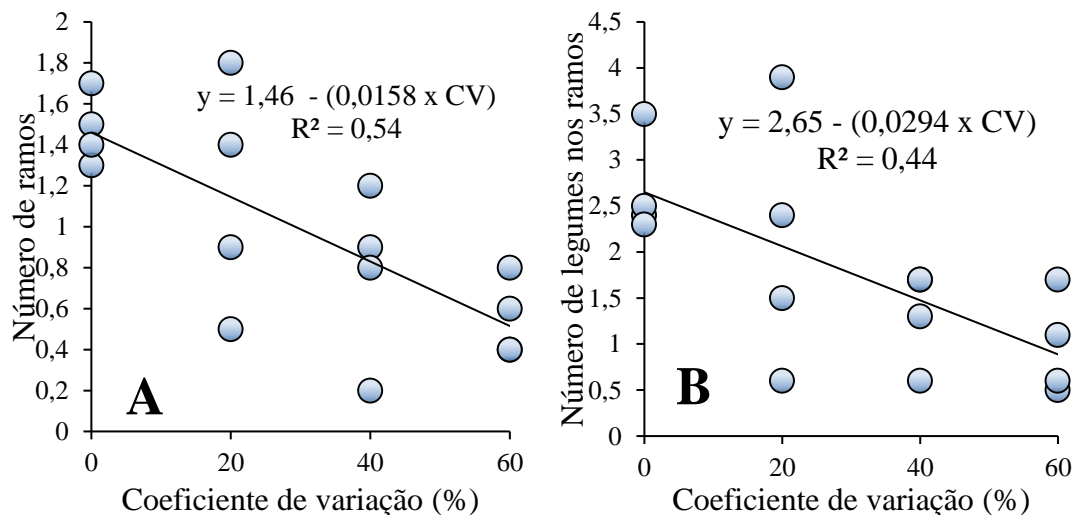 Número de ramos
2
1,8
1,6
1,4
1,2
1
0,8
0,6
0,4
0,2
0
y = 1,46 - (0,0158 x CV)
R² = 0,54
A
0 20 40 60
Coeficiente de variação (%)
Número de legumes nos ramos
4,5
4
3,5
3
2,5
2
1,5
1
0,5
0
y = 2,65 - (0,0294 x CV)
R² = 0,44
B
0 20 40 60
Coeficiente de variação (%)